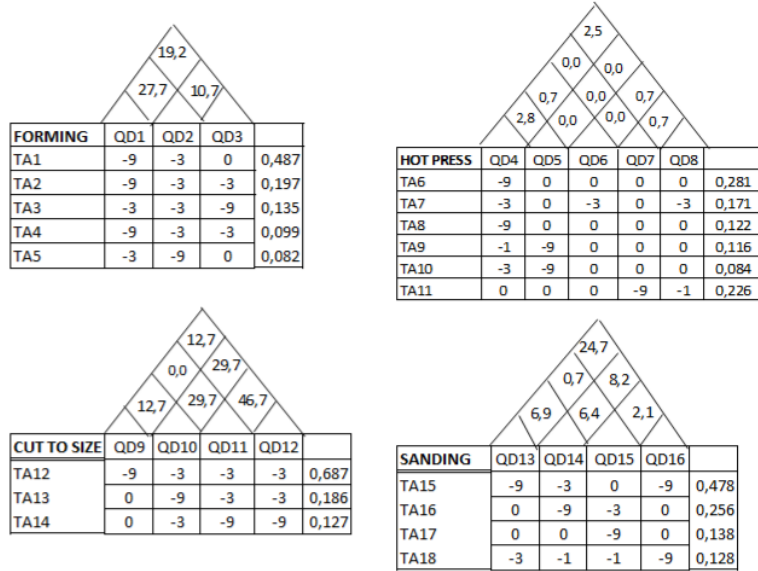 19,2
27,7 10,7
FORMING QD1 QD2 QD3
TA1 -9 -3 0 0,487
TA2 -9 -3 -3 0,197
TA3 -3 -3 -9 0,135
TA4 -9 -3 -3 0,099
TA5 -3 -9 0 0,082
2,5
0,0 0,0
0,7 0,0 0,7
2,8 0,0 0,0 0,7
HOT PRESS QD4 QD5 QD6 QD7 QD8
TA6 -9 0 0 0 0 0,281
TA7 -3 0 -3 0 -3 0,171
TA8 -9 0 0 0 0 0,122
TA9 -1 -9 0 0 0 0,116
TA10 -3 -9 0 0 0 0,084
TA11 0 0 0 -9 -1 0,226
12,7
0,0 29,7
12,7 29,7 46,7
CUT TO SIZE QD9 QD10 QD11 QD12
TA12 -9 -3 -3 -3 0,687
TA13 0 -9 -3 -3 0,186
TA14 0 -3 -9 -9 0,127
24,7
0,7 8,2
6,9 6,4 2,1
SANDING QD13 QD14 QD15 QD16
TA15 -9 -3 0 -9 0,478
TA16 0 -9 -3 0 0,256
TA17 0 0 -9 0 0,138
TA18 -3 -1 -1 -9 0,128